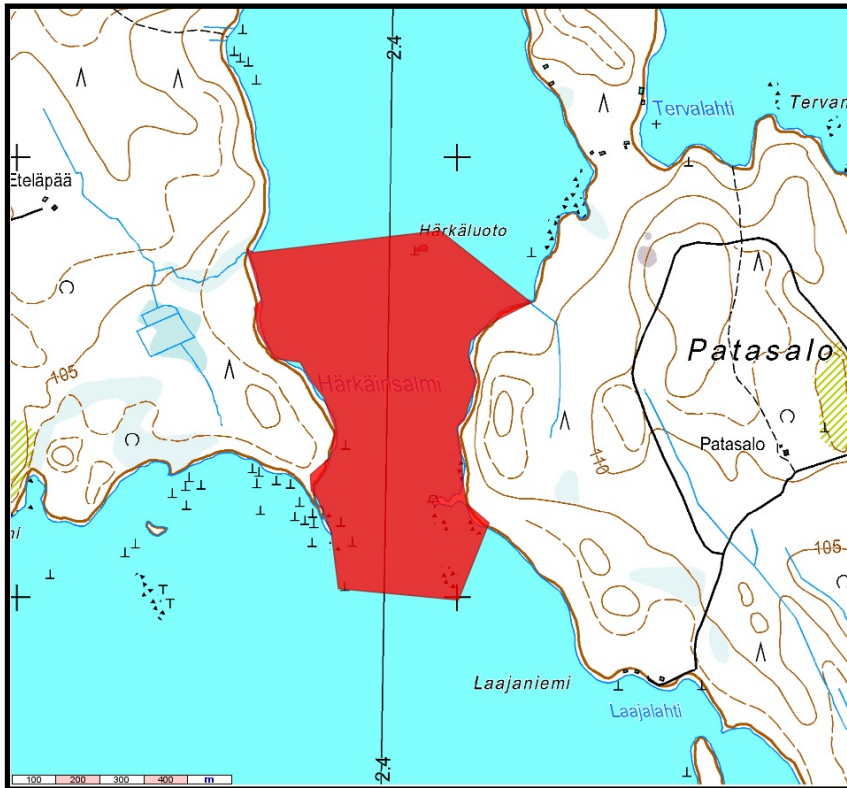 2.4
Tervalahti
Eteläpää
Härkäluoto
Patasalo
Härkäinsalmi
105
Patasalo
110
105
Laajaniemi
Laajalahti
2.4
100 200 300 400 m